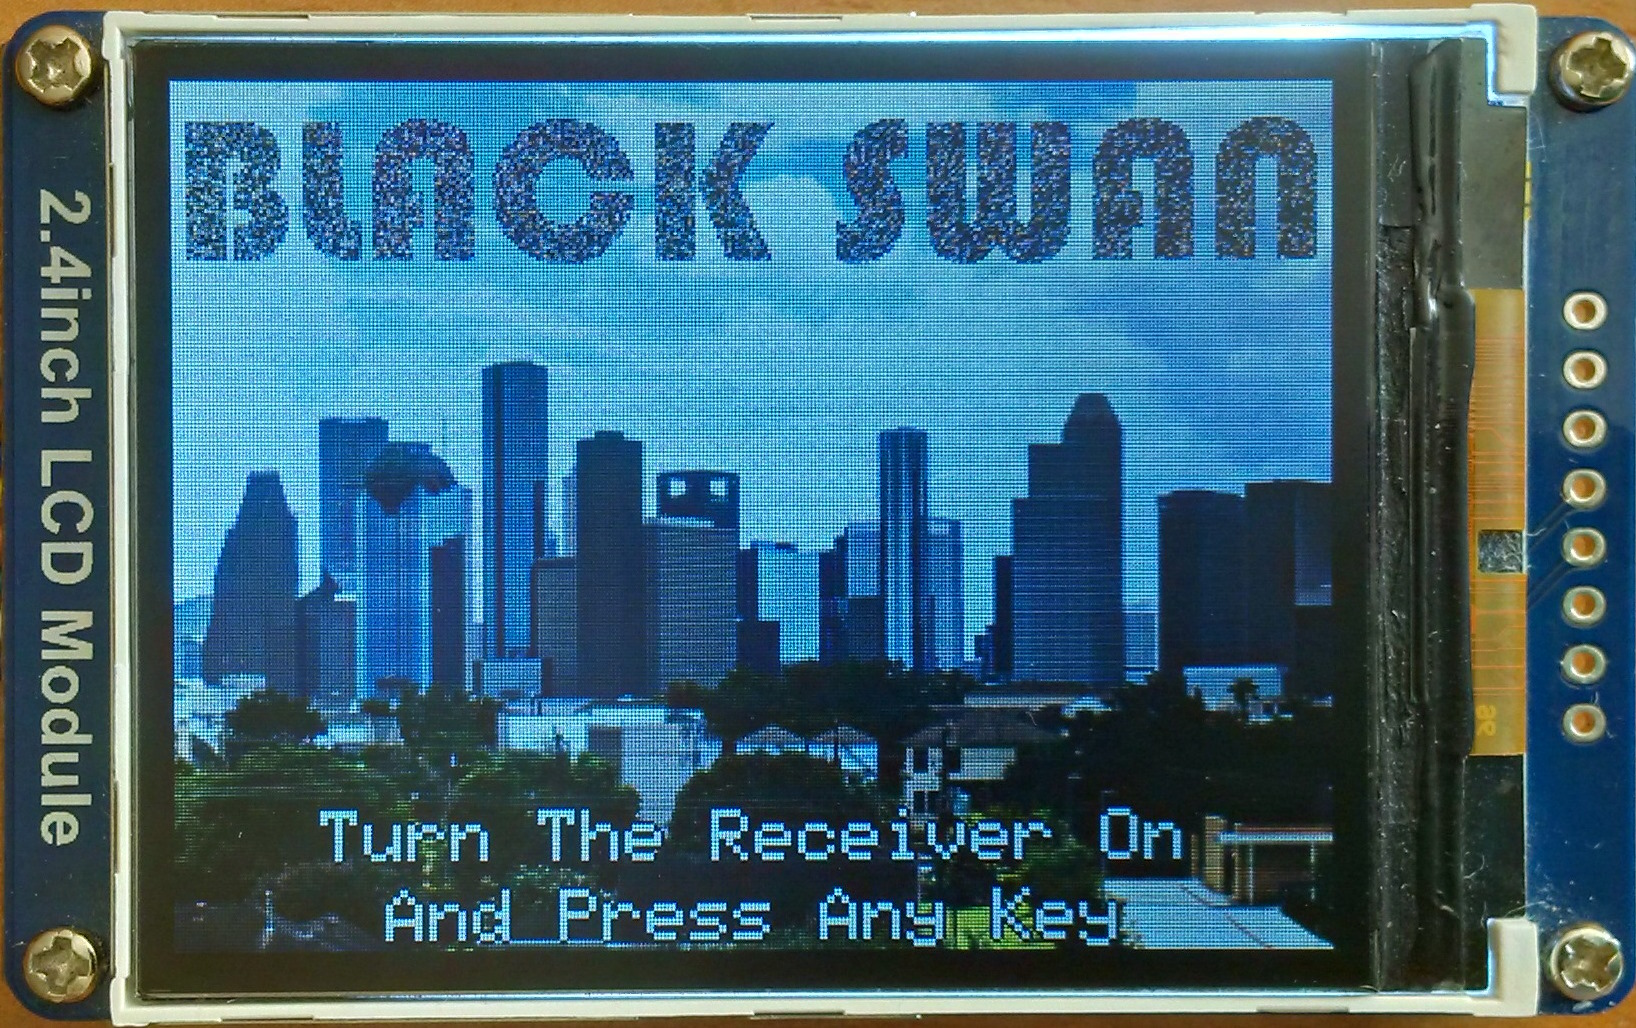 BLACK SWAN
Turn The Receiver On
And Press Any Key
2.4inch LCD Module